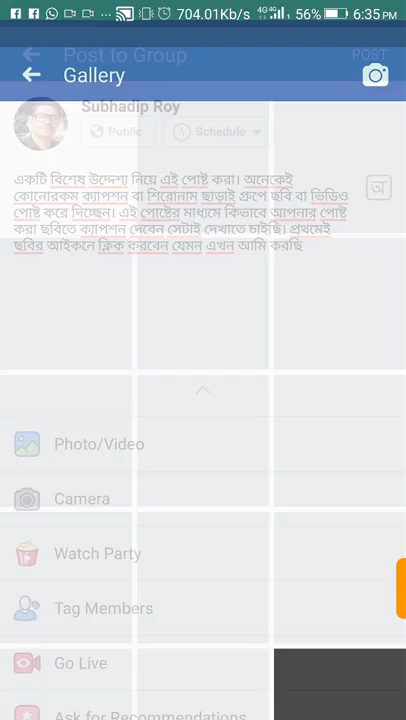 704.01Kb/s 4G 4G 56% 6:35 PM
Post to Group POST
Gallery
Subhadip Roy
Public Schedule
একটি বিশেষ উদ্দেশ্য নিয়ে এই পোষ্ট করা। অনেকেই
কোনোরকম ক্যাপশন বা শিরোনাম ছাড়াই গ্রুপে ছবি বা ভিডিও
পোষ্ট করে দিচ্ছেন। এই পোষ্টের মাধ্যমে কিভাবে আপনার পোষ্ট
করা ছবিতে ক্যাপশন দেবেন সেটাই দেখাতে চাইছি। প্রথমেই
ছবির আইকনে ক্লিক করবেন যেমন এখন আমি করছি
অ
Photo/Video
Camera
Watch Party
Tag Members
Go Live
Ask for Recommendations